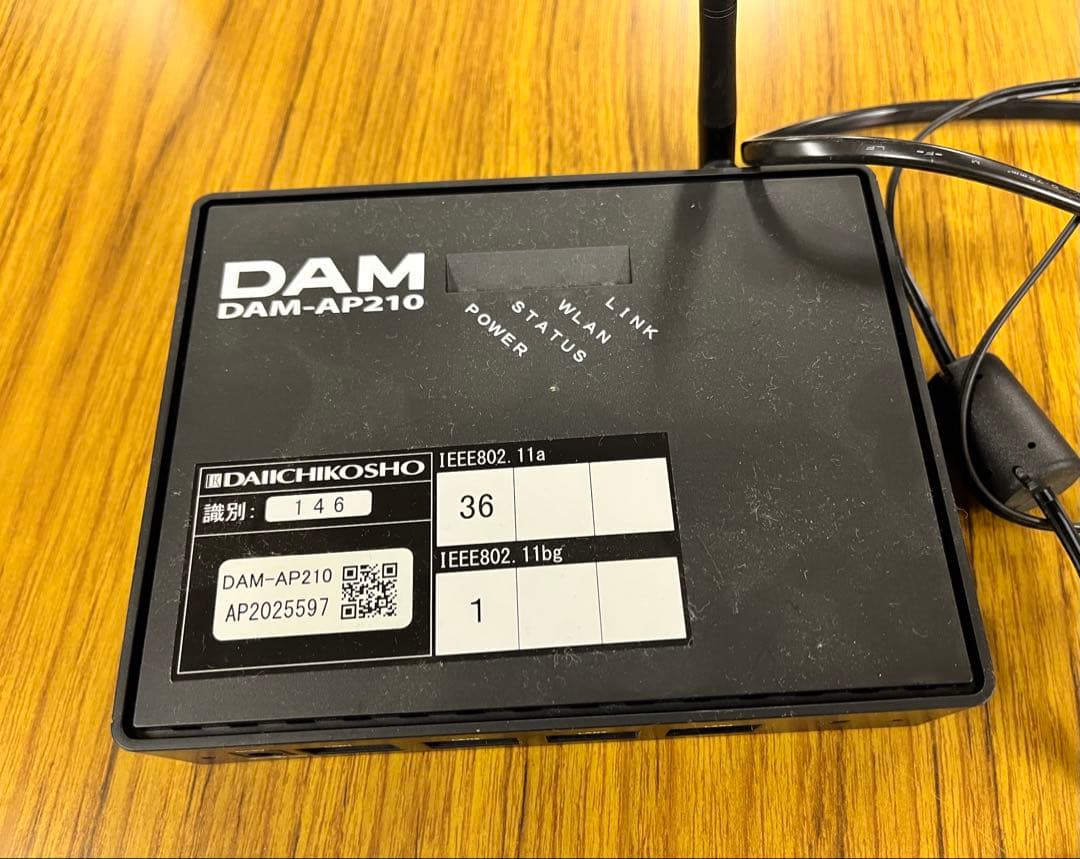 DAM
DAM-AP210
POWER
STATUS
WLAN
LINK
DAIICHIKOSHO
識別: 146
DAM-AP210
AP2025597
IEEE802.11a
36
IEEE802.11bg
1